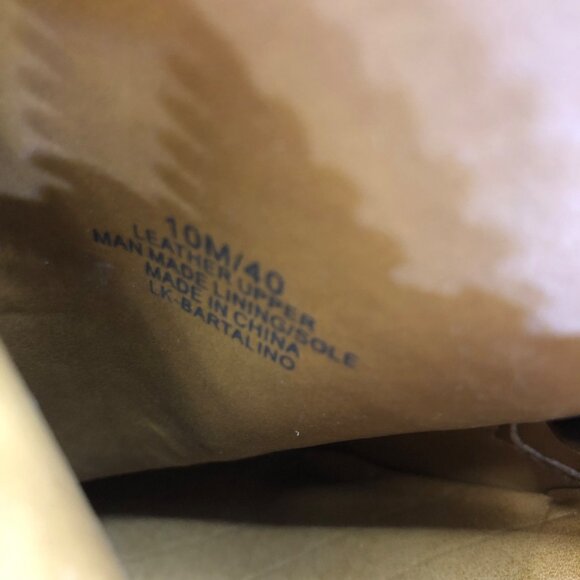 10M/40
LEATHER UPPER
MAN MADE LINING/SOLE
MADE IN CHINA
LK-BARTALINO